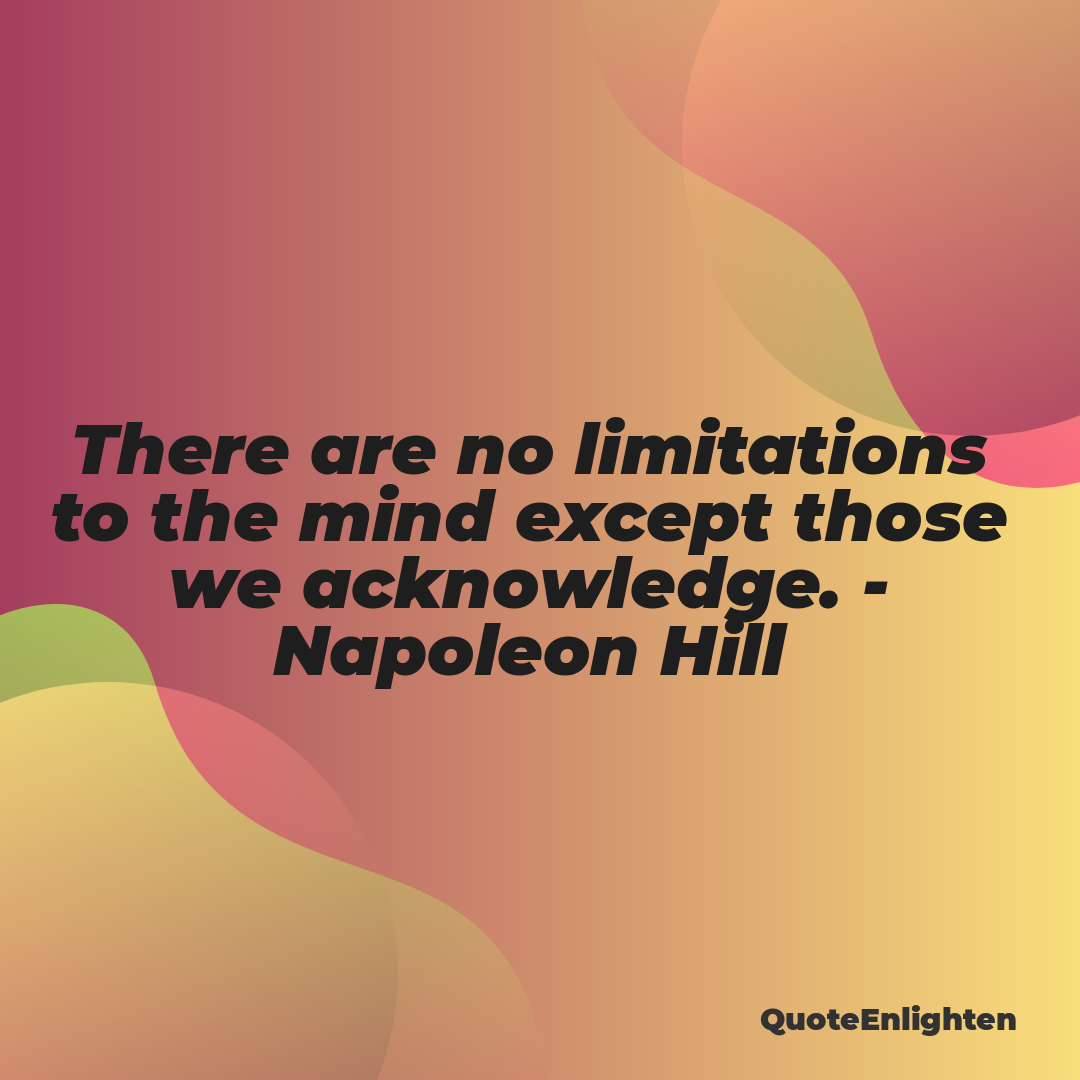 There are no limitations
to the mind except those
we acknowledge. -
Napoleon Hill
QuoteEnlighten